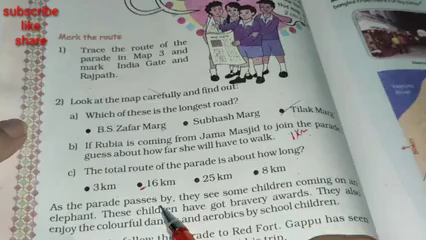 subscribe
like
share
Mark the route
1) Trace the route of the
parade in Map 3 and
mark India Gate and
Rajpath.
2) Look at the map carefully and find out:
a) Which of these is the longest road?
• B.S. Zafar Marg • Subhash Marg • Tilak Marg
b) If Rubia is coming from Jama Masjid to join the parade,
guess about how far she will have to walk. 1km
c) The total route of the parade is about how long?
• 3 km • 16 km • 25 km • 8 km
As the parade passes by, they see some children coming on an
elephant. These children have got bravery awards. They also
enjoy the colourful and aerobics by school children.
follow the to Red Fort. Gappu has seen